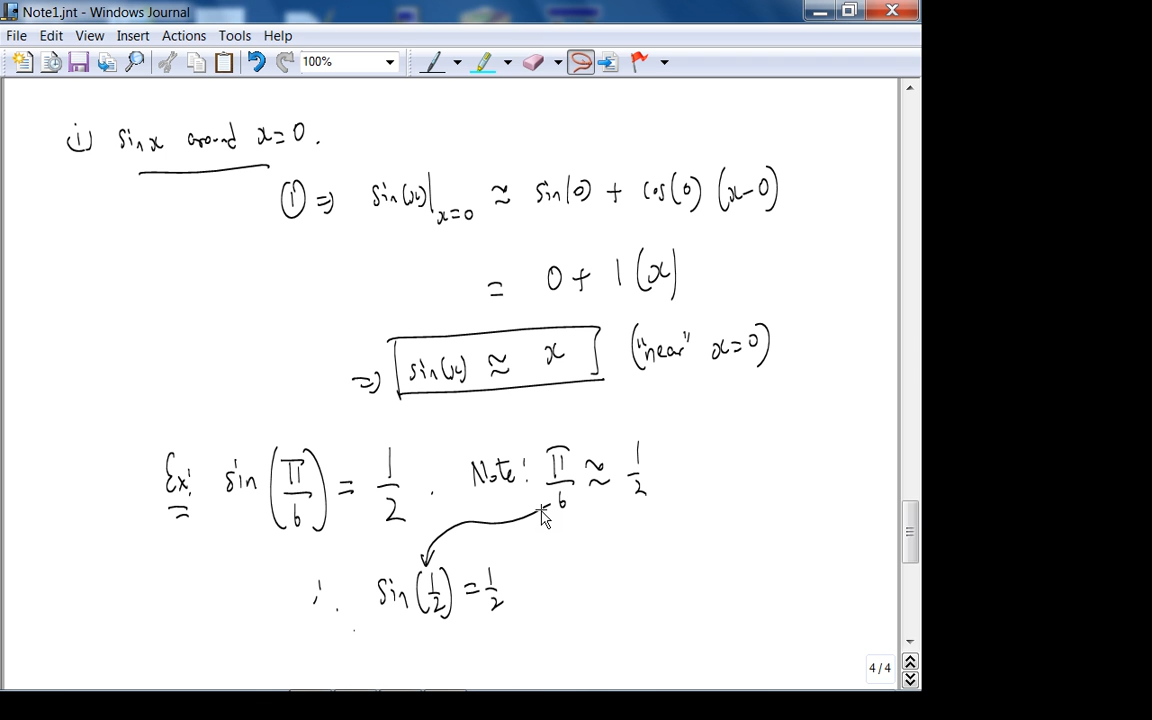 Note1.jnt - Windows Journal
File Edit View Insert Actions Tools Help
100%
i) sinx around x=0.
① ⇒ sin(x)|x=0 ≈ sin(0) + cos(0) (x-0)
= 0 + 1(x)
⇒ sin(x) ≈ x ("near" x=0)
Ex: sin(π/6) = 1/2. Note: π/6 ≈ 1/2
∴ sin(1/2) = 1/2
4 / 4